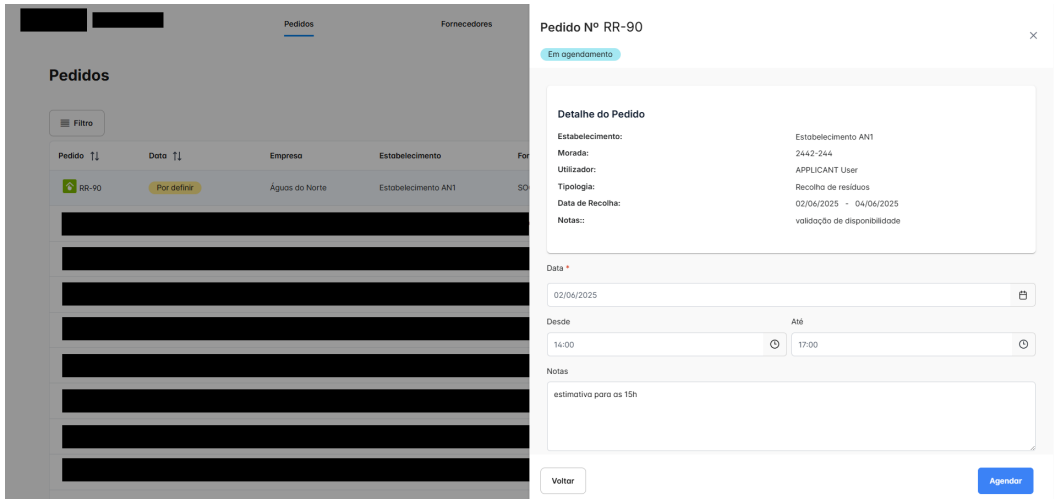 Pedidos
Fornecedores
Pedidos
Filtro
Pedido Data Empresa Estabelecimento
RR-90 Por definir Águas do Norte Estabelecimento AN1
Pedido Nº RR-90
Em agendamento
Detalhe do Pedido
Estabelecimento: Estabelecimento AN1
Morada: 2442-244
Utilizador: APPLICANT User
Tipologia: Recolha de resíduos
Data de Recolha: 02/06/2025 - 04/06/2025
Notas:: validação de disponibilidade
Data *
02/06/2025
Desde Até
14:00 17:00
Notas
estimativa para as 15h
Voltar Agendar